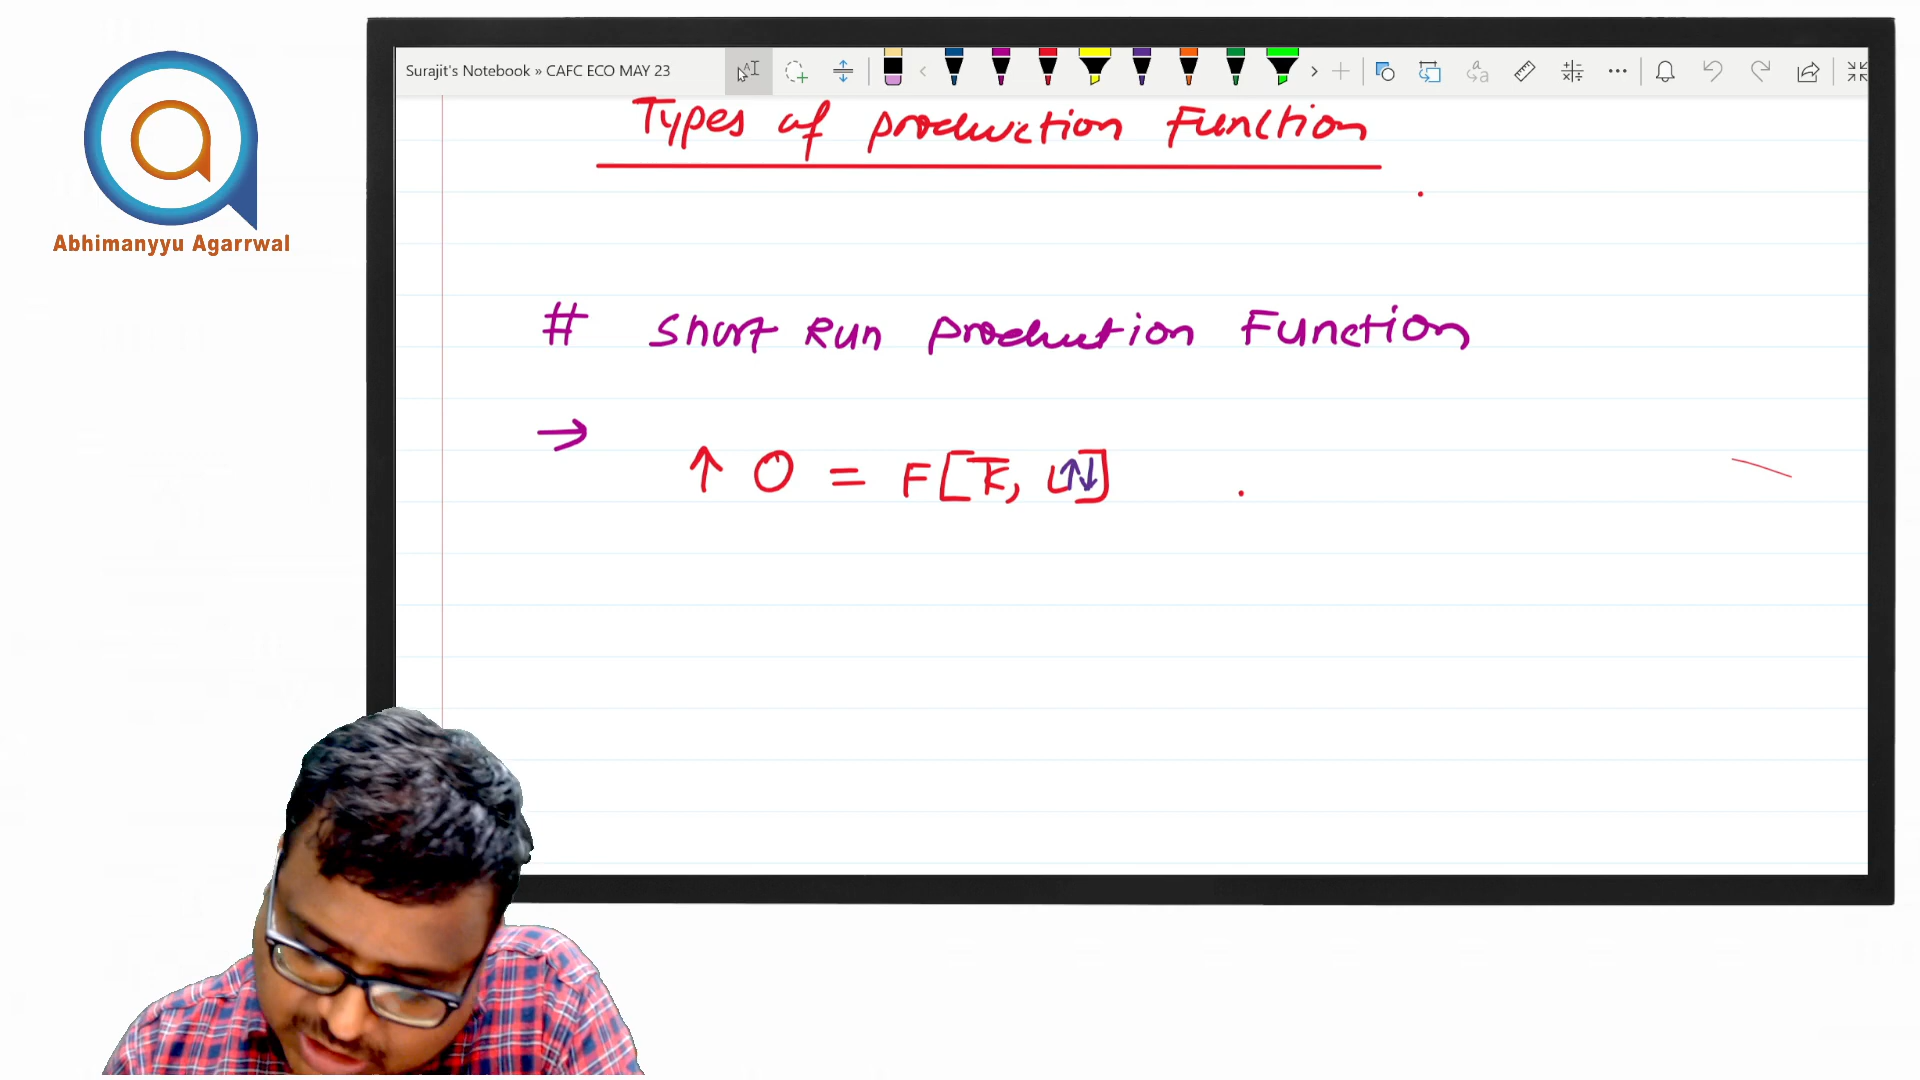 Abhimanyyu Agarrwal
Surajit's Notebook » CAFC ECO MAY 23
Types of production Function
# Short Run production Function
→
↑ O = F[K̅, L↑↓]